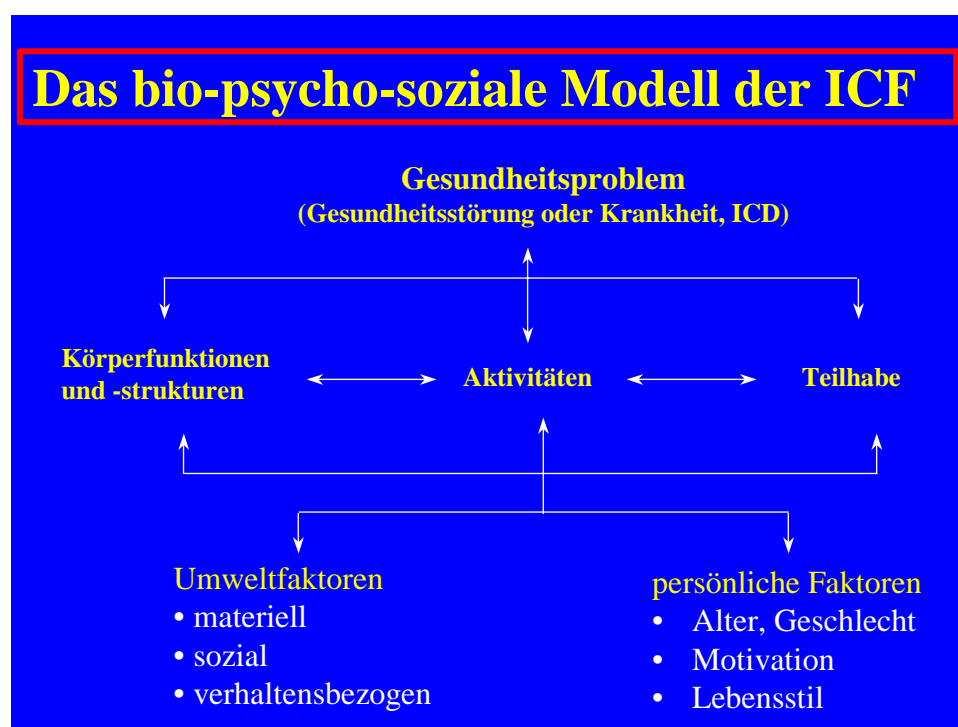 Das bio-psycho-soziale Modell der ICF
Gesundheitsproblem
(Gesundheitsstörung oder Krankheit, ICD)
Körperfunktionen
und -strukturen
Aktivitäten
Teilhabe
Umweltfaktoren
• materiell
• sozial
• verhaltensbezogen
persönliche Faktoren
• Alter, Geschlecht
• Motivation
• Lebensstil